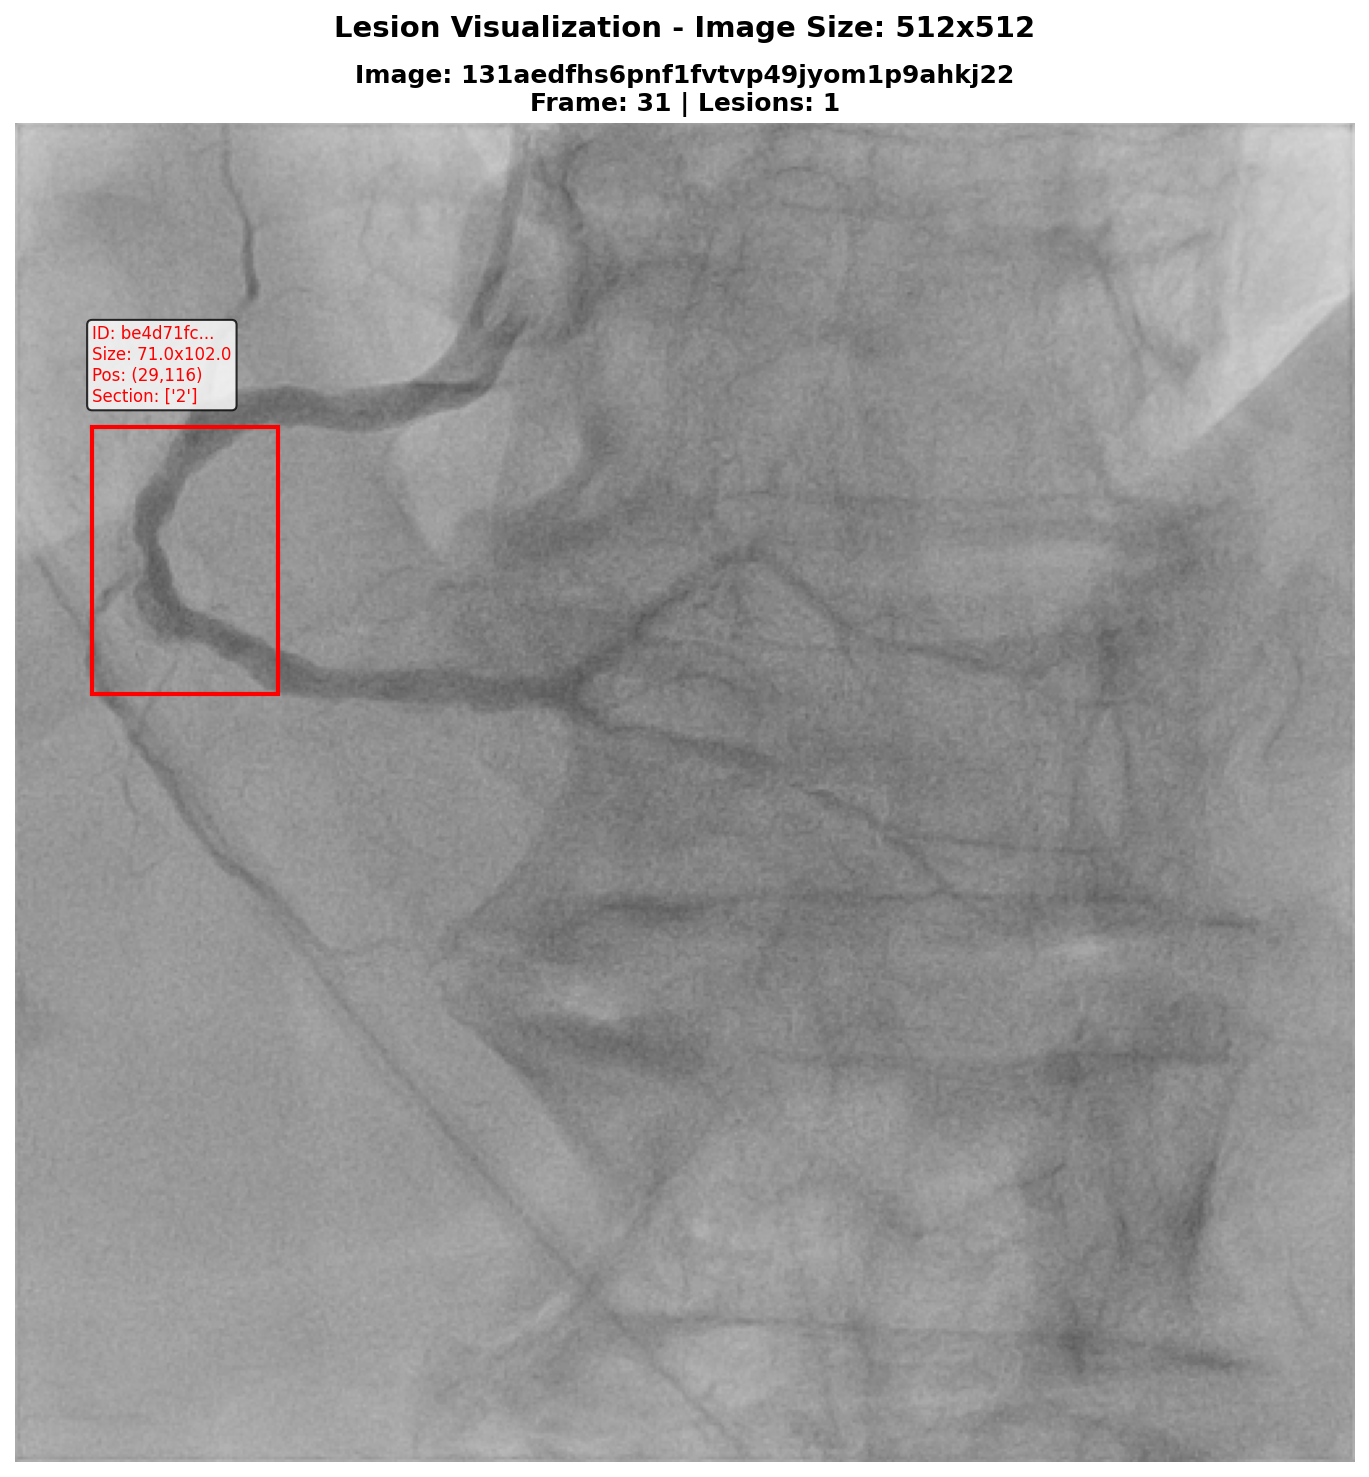 Lesion Visualization - Image Size: 512x512
Image: 131aedfhs6pnf1fvtvp49jyom1p9ahkj22
Frame: 31 | Lesions: 1
ID: be4d71fc...
Size: 71.0x102.0
Pos: (29,116)
Section: ['2']